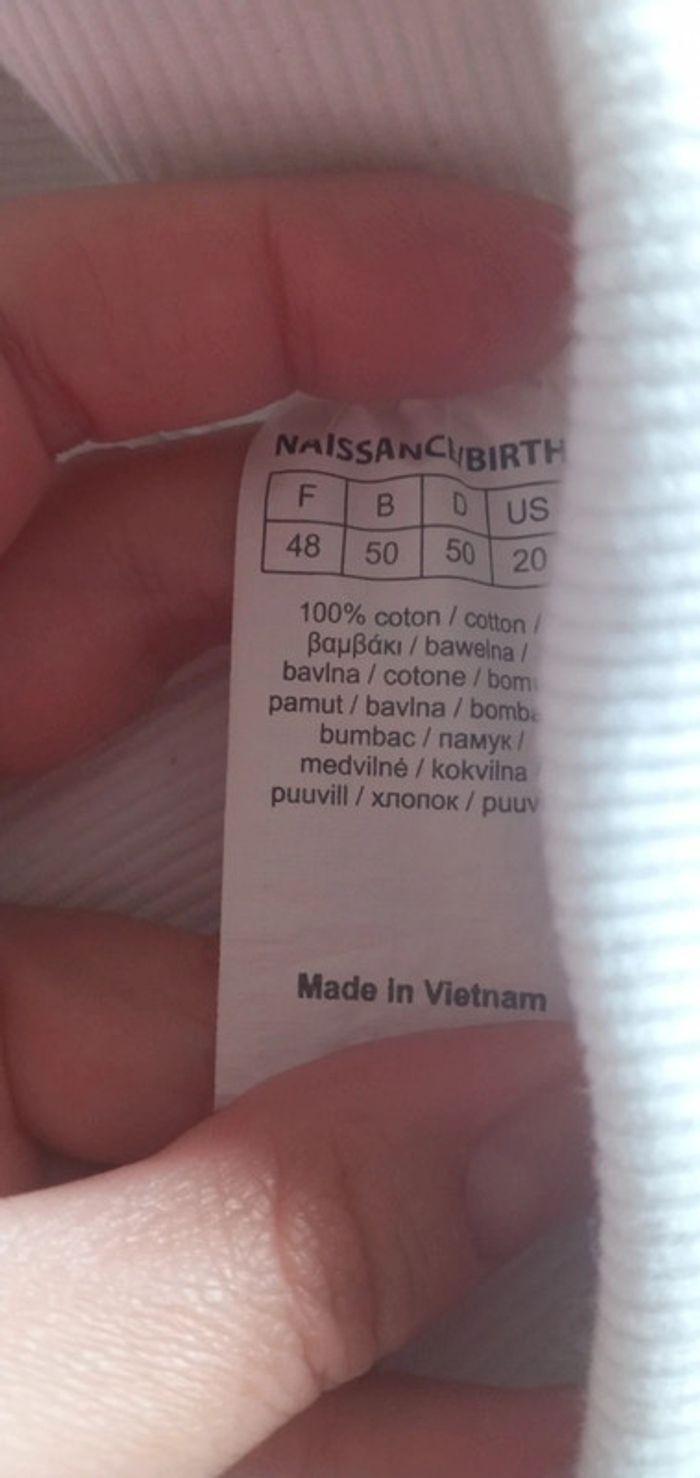 NAISSANCE/BIRTH
F B D US
48 50 50 20
100% coton / cotton /
βαμβάκι / bawełna /
bavlna / cotone /
pamut / bavlna /
bumbac / памук /
medvilné / kokvilna
puuvill / хлопок /
Made in Vietnam